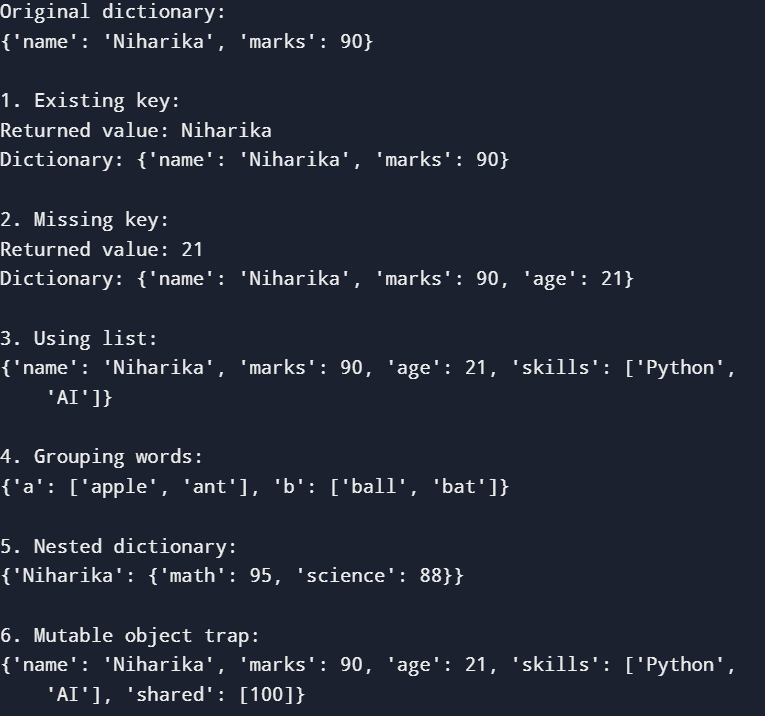 Original dictionary:
{'name': 'Niharika', 'marks': 90}
1. Existing key:
Returned value: Niharika
Dictionary: {'name': 'Niharika', 'marks': 90}
2. Missing key:
Returned value: 21
Dictionary: {'name': 'Niharika', 'marks': 90, 'age': 21}
3. Using list:
{'name': 'Niharika', 'marks': 90, 'age': 21, 'skills': ['Python',
'AI']}
4. Grouping words:
{'a': ['apple', 'ant'], 'b': ['ball', 'bat']}
5. Nested dictionary:
{'Niharika': {'math': 95, 'science': 88}}
6. Mutable object trap:
{'name': 'Niharika', 'marks': 90, 'age': 21, 'skills': ['Python',
'AI'], 'shared': [100]}